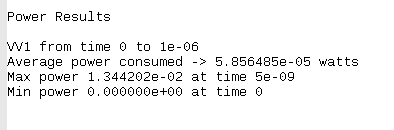 Power Results
VV1 from time 0 to 1e-06
Average power consumed -> 5.856485e-05 watts
Max power 1.344202e-02 at time 5e-09
Min power 0.000000e+00 at time 0